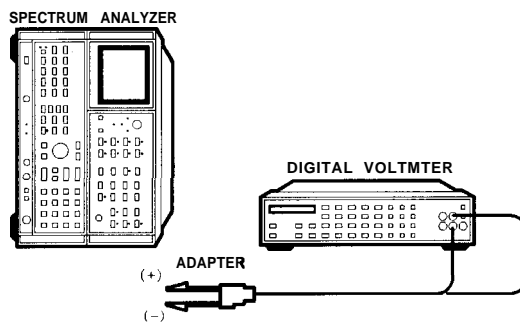 SPECTRUM ANALYZER
DIGITAL VOLTMTER
ADAPTER
(+)
(−)